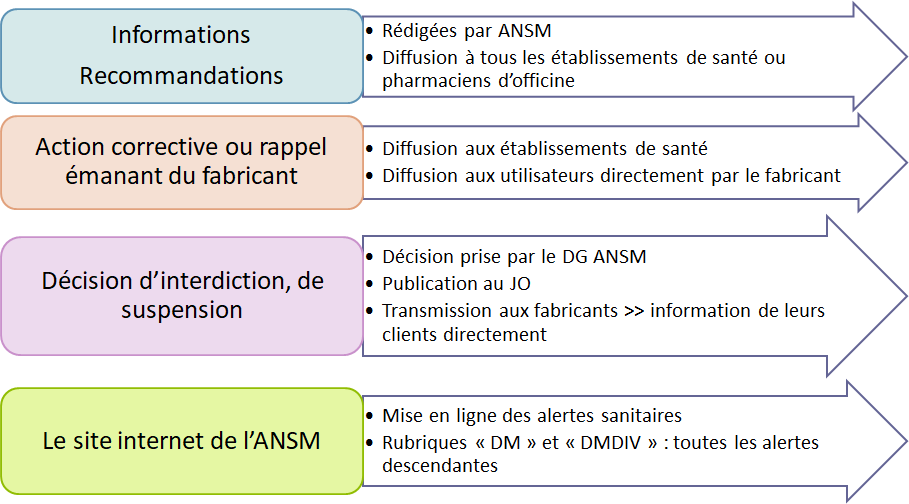 Informations
Recommandations
• Rédigées par ANSM
• Diffusion à tous les établissements de santé ou
pharmaciens d’officine
Action corrective ou rappel
émanant du fabricant
• Diffusion aux établissements de santé
• Diffusion aux utilisateurs directement par le fabricant
Décision d’interdiction, de
suspension
• Décision prise par le DG ANSM
• Publication au JO
• Transmission aux fabricants >> information de leurs
clients directement
Le site internet de l’ANSM
• Mise en ligne des alertes sanitaires
• Rubriques « DM » et « DMDIV » : toutes les alertes
descendantes